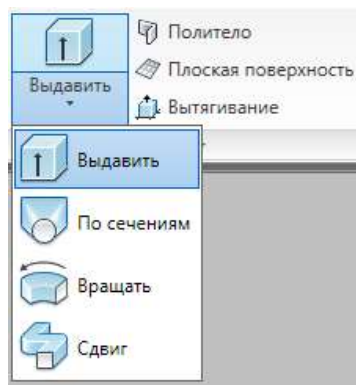 Выдавить
Политело
Плоская поверхность
Вытягивание
Выдавить
По сечениям
Вращать
Сдвиг